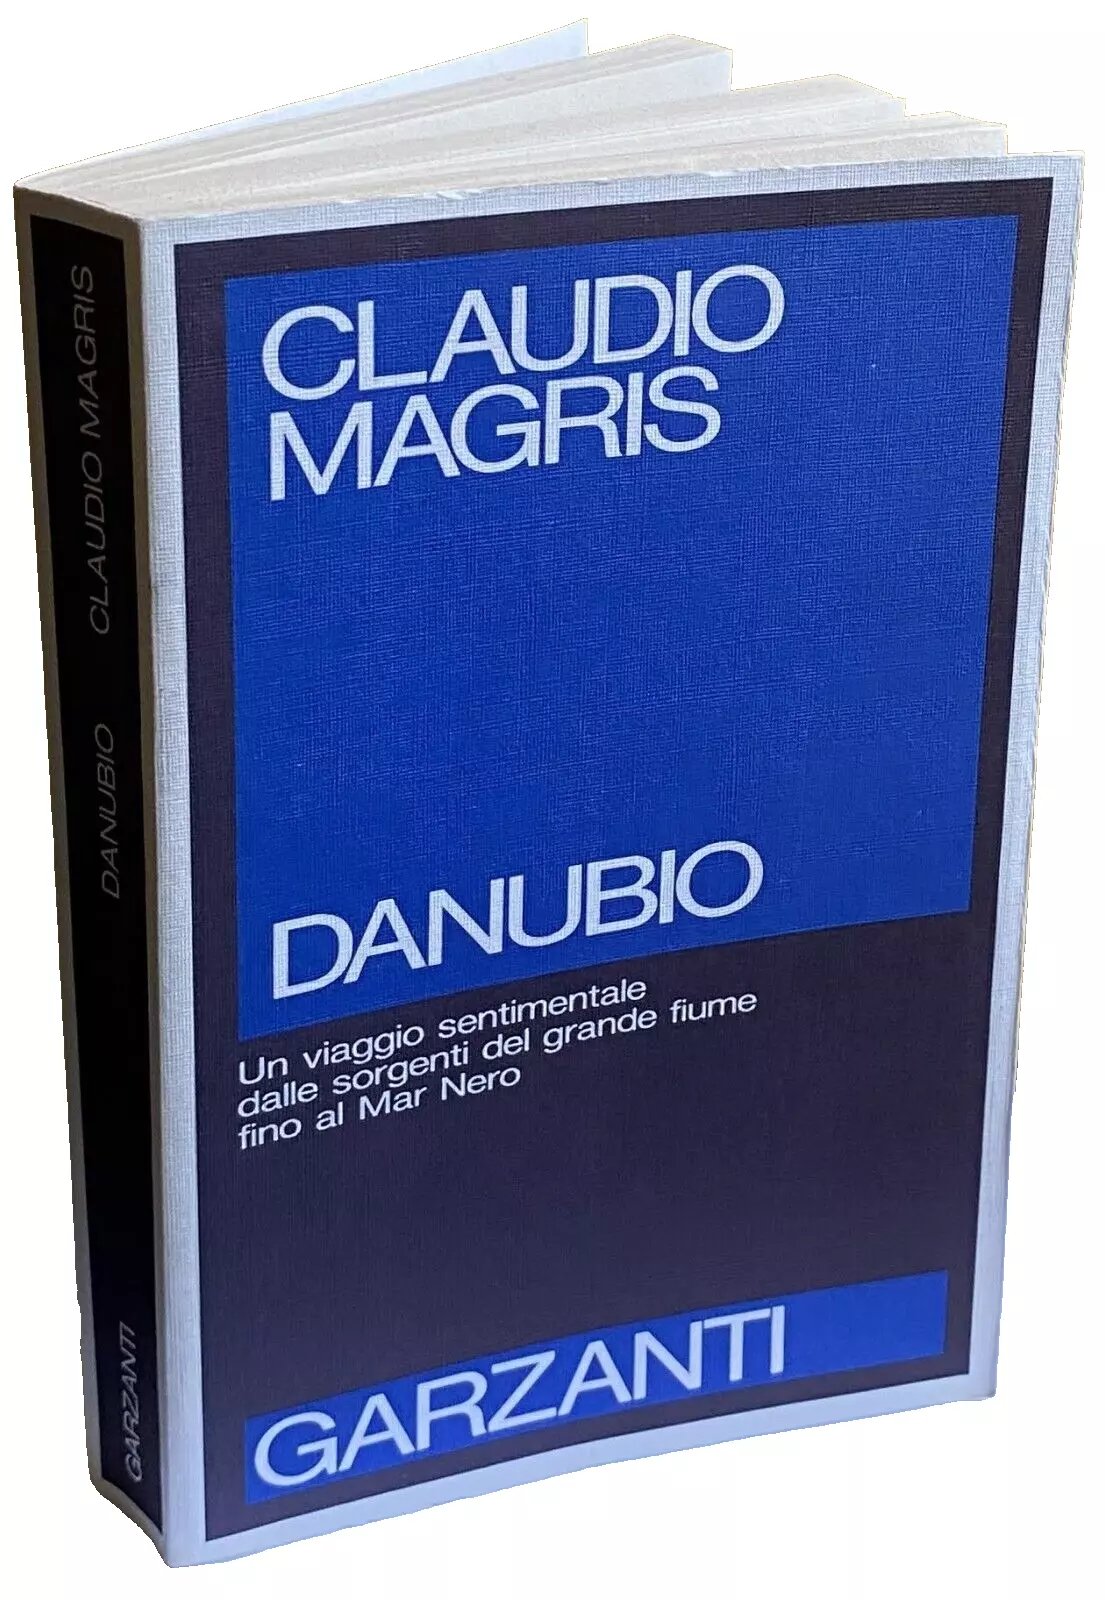 CLAUDIO
MAGRIS
DANUBIO
Un viaggio sentimentale
dalle sorgenti del grande fiume
fino al Mar Nero
GARZANTI
DANUBIO CLAUDIO MAGRIS
GARZANTI